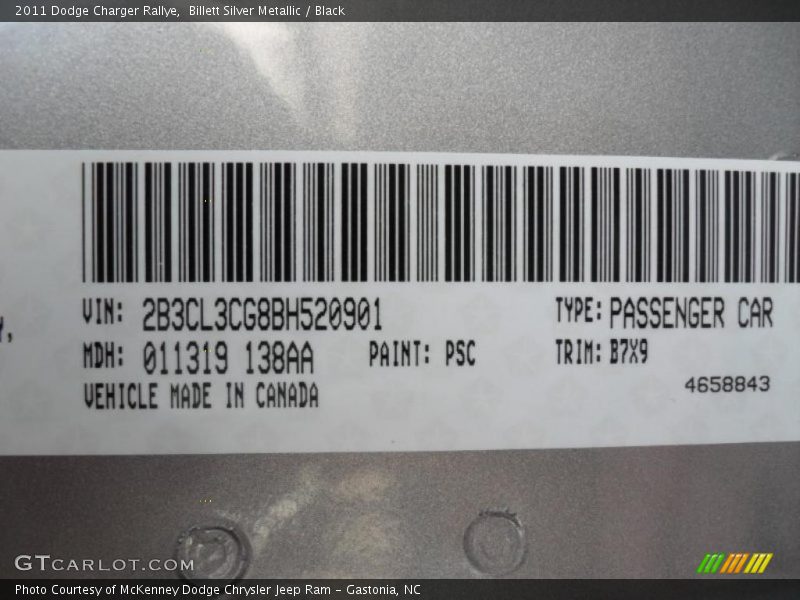 2011 Dodge Charger Rallye,  Billett Silver Metallic / Black
VIN: 2B3CL3CG8BH520901 TYPE: PASSENGER CAR
MDH: 011319 138AA PAINT: PSC TRIM: B7X9
VEHICLE MADE IN CANADA 4658843
GTCARLOT.COM
Photo Courtesy of McKenney Dodge Chrysler Jeep Ram - Gastonia, NC